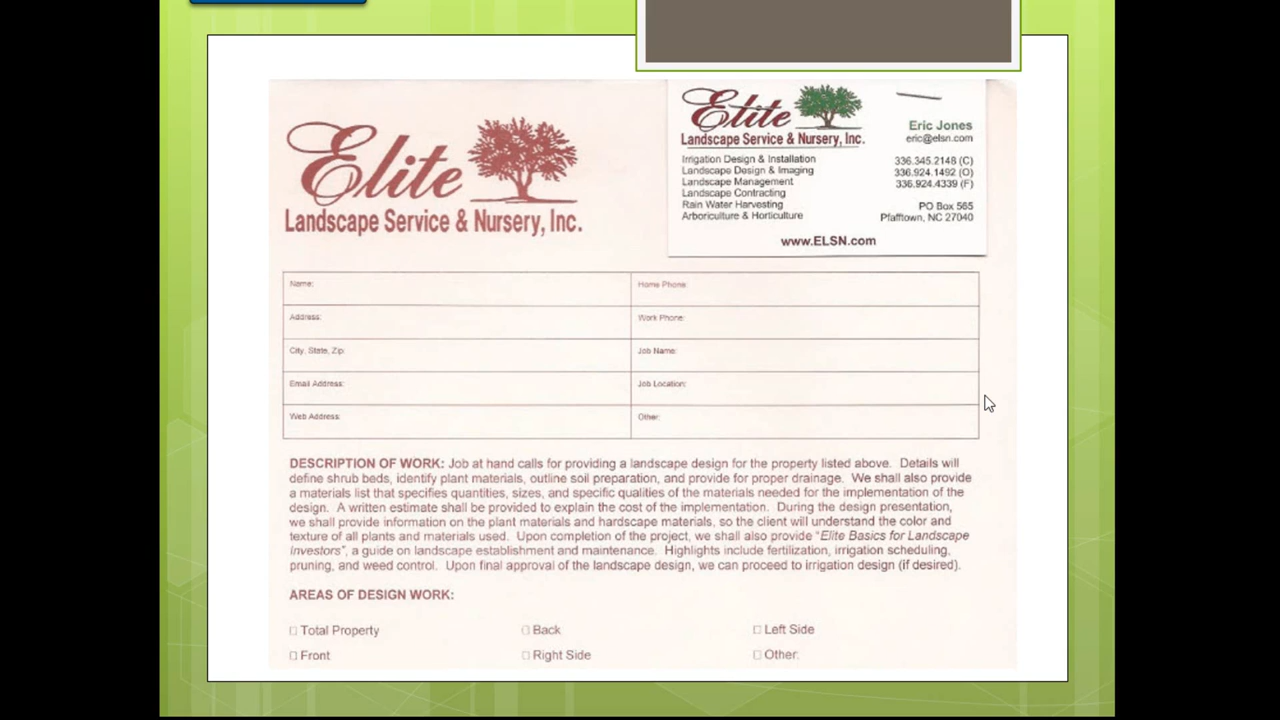 Elite
Landscape Service & Nursery, Inc.
Elite
Landscape Service & Nursery, Inc.
Eric Jones
eric@elsn.com
Irrigation Design & Installation
Landscape Design & Imaging
Landscape Management
Landscape Contracting
Rain Water Harvesting
Arboriculture & Horticulture
336.345.2148 (C)
336.924.1492 (O)
336.924.4339 (F)
PO Box 565
Pfafftown, NC 27040
www.ELSN.com
Name:
Home Phone:
Address:
Work Phone:
City, State, Zip:
Job Name:
Email Address:
Job Location:
Web Address:
Other:
DESCRIPTION OF WORK: Job at hand calls for providing a landscape design for the property listed above. Details will
define shrub beds, identify plant materials, outline soil preparation, and provide for proper drainage. We shall also provide
a materials list that specifies quantities, sizes, and specific qualities of the materials needed for the implementation of the
design. A written estimate shall be provided to explain the cost of the implementation. During the design presentation,
we shall provide information on the plant materials and hardscape materials, so the client will understand the color and
texture of all plants and materials used. Upon completion of the project, we shall also provide “Elite Basics for Landscape
Investors”, a guide on landscape establishment and maintenance. Highlights include fertilization, irrigation scheduling,
pruning, and weed control. Upon final approval of the landscape design, we can proceed to irrigation design (if desired).
AREAS OF DESIGN WORK:
☐ Total Property
☐ Back
☐ Left Side
☐ Front
☐ Right Side
☐ Other: